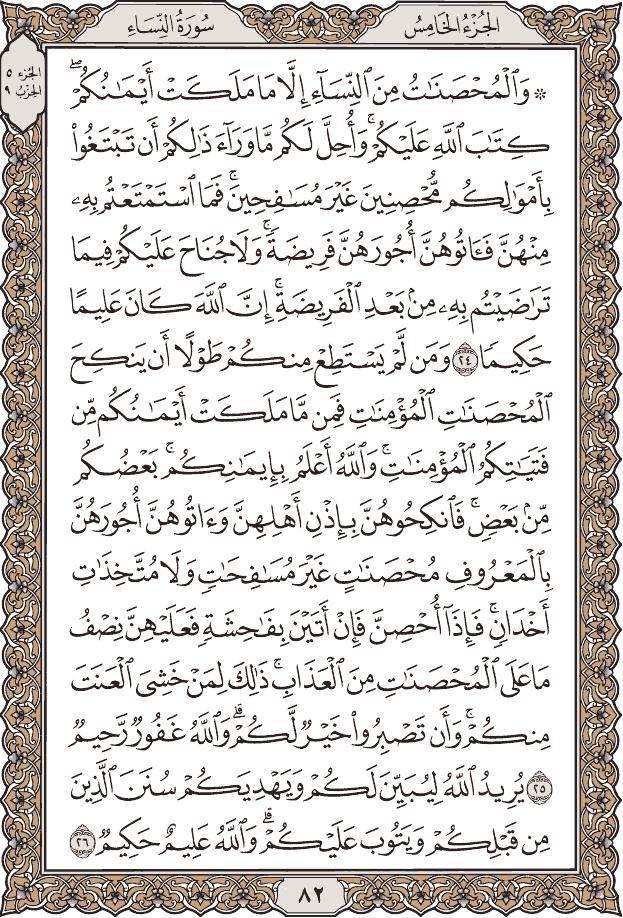 الجُزْءُ الخَامِسُ
سُورَةُ النِّسَاءِ
الجزء ٥
الحزب ٩
۞ وَٱلْمُحْصَنَٰتُ مِنَ ٱلنِّسَآءِ إِلَّا مَا مَلَكَتْ أَيْمَٰنُكُمْۖ
كِتَٰبَ ٱللَّهِ عَلَيْكُمْۚ وَأُحِلَّ لَكُم مَّا وَرَآءَ ذَٰلِكُمْ أَن تَبْتَغُوا۟
بِأَمْوَٰلِكُم مُّحْصِنِينَ غَيْرَ مُسَٰفِحِينَۚ فَمَا ٱسْتَمْتَعْتُم بِهِۦ
مِنْهُنَّ فَـَٔاتُوهُنَّ أُجُورَهُنَّ فَرِيضَةًۚ وَلَا جُنَاحَ عَلَيْكُمْ فِيمَا
تَرَٰضَيْتُم بِهِۦ مِنۢ بَعْدِ ٱلْفَرِيضَةِۚ إِنَّ ٱللَّهَ كَانَ عَلِيمًا
حَكِيمًا ٢٤ وَمَن لَّمْ يَسْتَطِعْ مِنكُمْ طَوْلًا أَن يَنكِحَ
ٱلْمُحْصَنَٰتِ ٱلْمُؤْمِنَٰتِ فَمِن مَّا مَلَكَتْ أَيْمَٰنُكُم مِّن
فَتَيَٰتِكُمُ ٱلْمُؤْمِنَٰتِۚ وَٱللَّهُ أَعْلَمُ بِإِيمَٰنِكُمۚ بَعْضُكُم
مِّنۢ بَعْضٍۚ فَٱنكِحُوهُنَّ بِإِذْنِ أَهْلِهِنَّ وَءَاتُوهُنَّ أُجُورَهُنَّ
بِٱلْمَعْرُوفِ مُحْصَنَٰتٍ غَيْرَ مُسَٰفِحَٰتٍ وَلَا مُتَّخِذَٰتِ
أَخْدَانٍۚ فَإِذَآ أُحْصِنَّ فَإِنْ أَتَيْنَ بِفَٰحِشَةٍ فَعَلَيْهِنَّ نِصْفُ
مَا عَلَى ٱلْمُحْصَنَٰتِ مِنَ ٱلْعَذَابِۚ ذَٰلِكَ لِمَنْ خَشِىَ ٱلْعَنَتَ
مِنكُمْۚ وَأَن تَصْبِرُوا۟ خَيْرٌ لَّكُمْۗ وَٱللَّهُ غَفُورٌ رَّحِيمٌ
٢٥ يُرِيدُ ٱللَّهُ لِيُبَيِّنَ لَكُمْ وَيَهْدِيَكُمْ سُنَنَ ٱلَّذِينَ
مِن قَبْلِكُمْ وَيَتُوبَ عَلَيْكُمْۗ وَٱللَّهُ عَلِيمٌ حَكِيمٌ ٢٦
٨٢